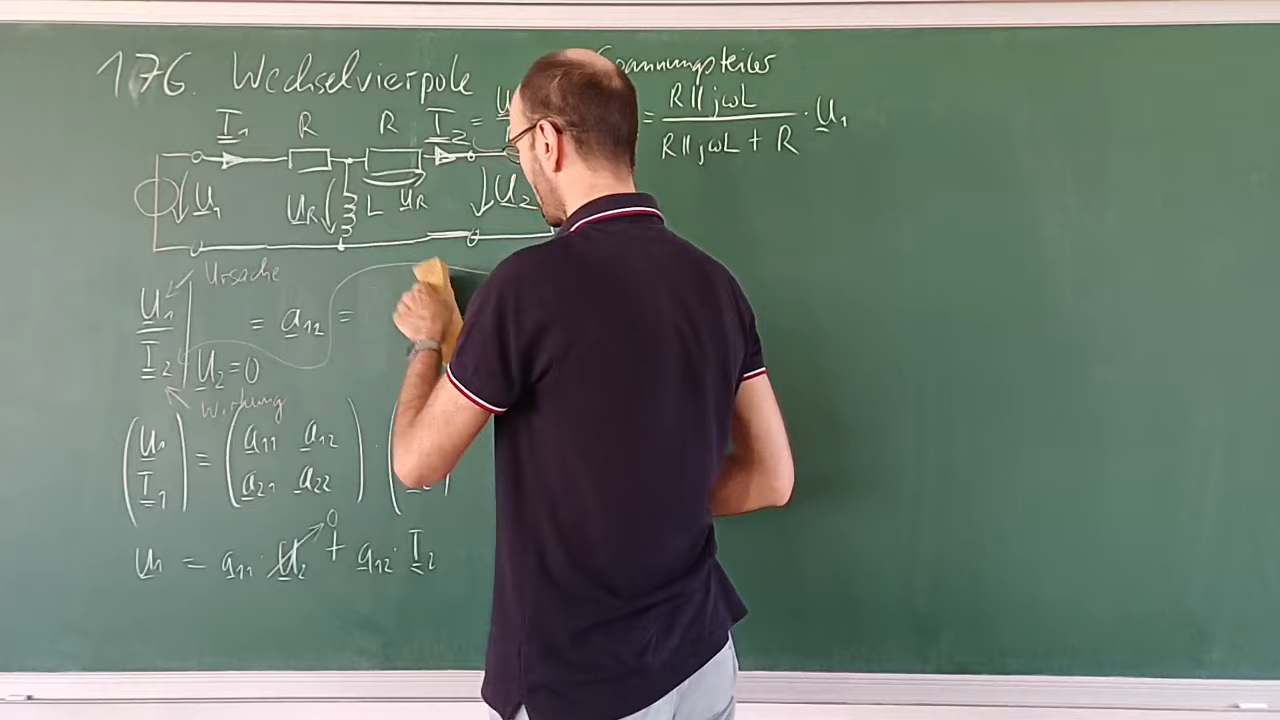 176. Wechselvierpole
Spannungsteiler
I1 R R I2 = U = R || jωL / R || jωL + R · U1
U1 UR L UR U2
Ursache
U1 / I2 | U2 = 0 = a12 =
Wirkung
(U1 I1) = (a11 a12 a21 a22) · (
U1 = a11 · U2 + a12 · I2
0